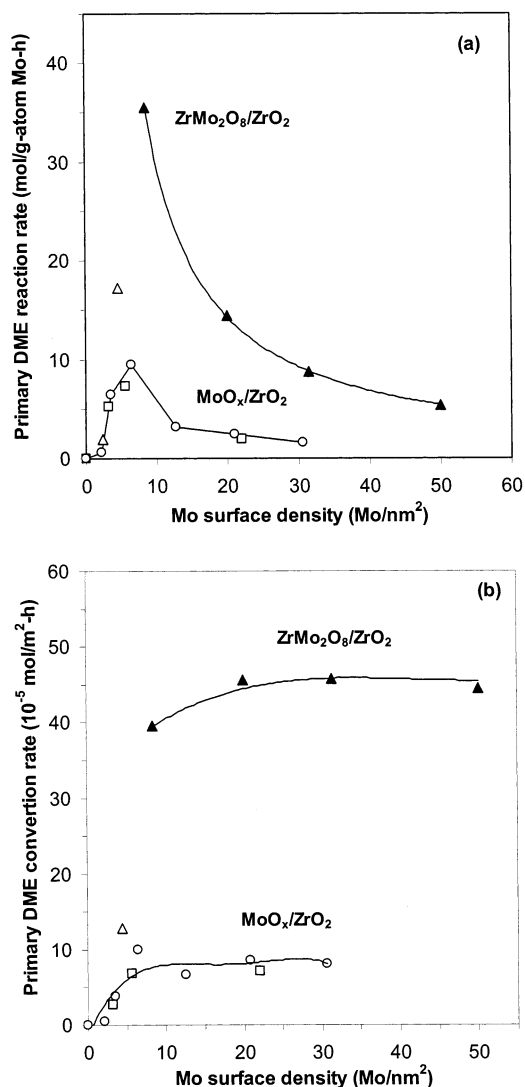 (a)
Primary DME reaction rate (mol/g-atom Mo-h)
40
30
20
10
0
ZrMo₂O₈/ZrO₂
MoOₓ/ZrO₂
0 10 20 30 40 50 60
Mo surface density (Mo/nm²)
(b)
Primary DME convertion rate (10⁻⁵ mol/m²-h)
60
50
40
30
20
10
0
ZrMo₂O₈/ZrO₂
MoOₓ/ZrO₂
0 10 20 30 40 50
Mo surface density (Mo/nm²)